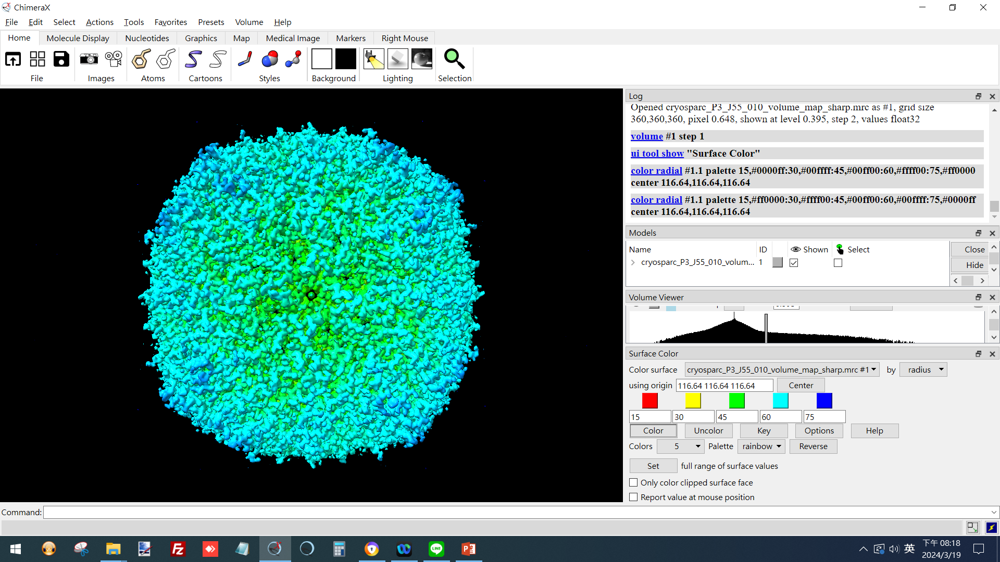 ChimeraX
File Edit Select Actions Tools Favorites Presets Volume Help
Home Molecule Display Nucleotides Graphics Map Medical Image Markers Right Mouse
File Images Atoms Cartoons Styles Background Lighting Selection
Log
Opened cryosparc_P3_J55_010_volume_map_sharp.mrc as #1, grid size
360,360,360, pixel 0.648, shown at level 0.395, step 2, values float32
volume #1 step 1
ui tool show "Surface Color"
color radial #1.1 palette 15,#0000ff:30,#00ffff:45,#00ff00:60,#ffff00:75,#ff0000
center 116.64,116.64,116.64
color radial #1.1 palette 15,#ff0000:30,#ffff00:45,#00ff00:60,#00ffff:75,#0000ff
center 116.64,116.64,116.64
Models
Name ID Shown Select
cryosparc_P3_J55_010_volum... 1
Close
Hide
Volume Viewer
Surface Color
Color surface cryosparc_P3_J55_010_volume_map_sharp.mrc #1 by radius
using origin 116.64 116.64 116.64 Center
15 30 45 60 75
Color Uncolor Key Options Help
Colors 5 Palette rainbow Reverse
Set full range of surface values
Only color clipped surface face
Report value at mouse position
Command:
FZ
LINE
P
英
下午 08:18
2024/3/19